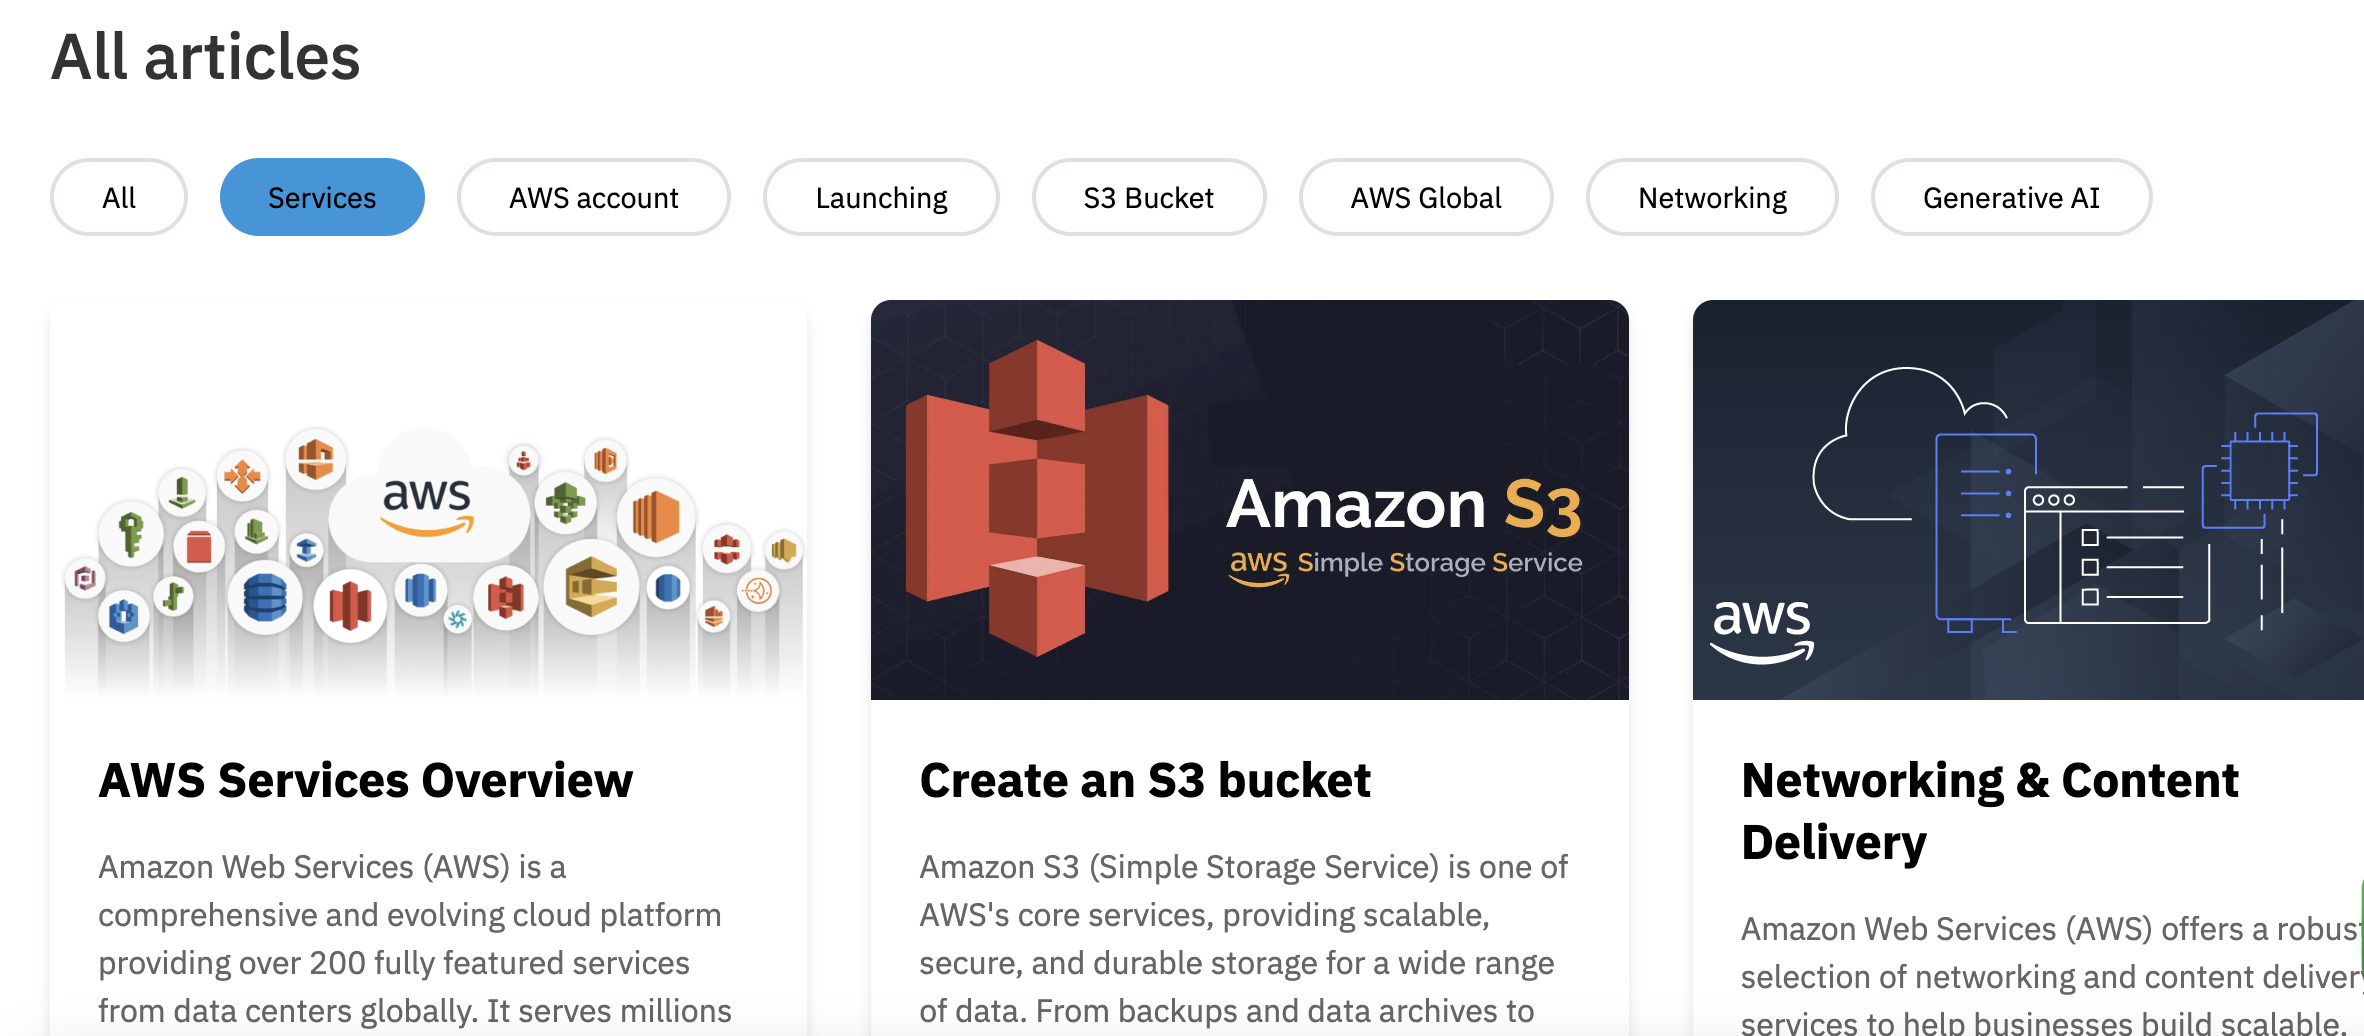 All articles
All
Services
AWS account
Launching
S3 Bucket
AWS Global
Networking
Generative AI
aws
Amazon S3
aws Simple Storage Service
aws
AWS Services Overview
Amazon Web Services (AWS) is a
comprehensive and evolving cloud platform
providing over 200 fully featured services
from data centers globally. It serves millions
Create an S3 bucket
Amazon S3 (Simple Storage Service) is one of
AWS's core services, providing scalable,
secure, and durable storage for a wide range
of data. From backups and data archives to
Networking & Content
Delivery
Amazon Web Services (AWS) offers a robust
selection of networking and content delivery
services to help businesses build scalable,